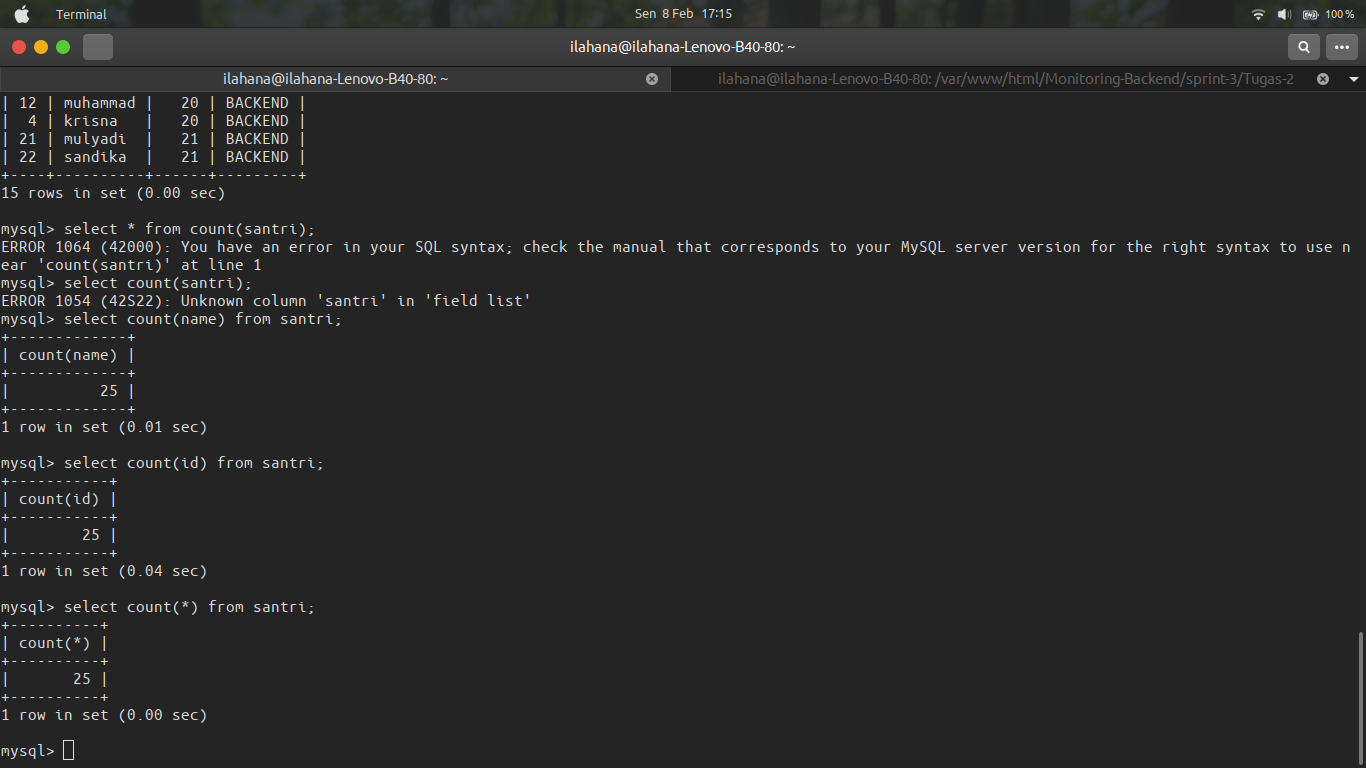 Terminal
Sen 8 Feb 17:15
100 %
ilahana@ilahana-Lenovo-B40-80: ~
ilahana@ilahana-Lenovo-B40-80: ~
ilahana@ilahana-Lenovo-B40-80: /var/www/html/Monitoring-Backend/sprint-3/Tugas-2
| 12 | muhammad |   20 | BACKEND |
|  4 | krisna   |   20 | BACKEND |
| 21 | mulyadi  |   21 | BACKEND |
| 22 | sandika  |   21 | BACKEND |
+----+----------+------+---------+
15 rows in set (0.00 sec)
mysql> select * from count(santri);
ERROR 1064 (42000): You have an error in your SQL syntax; check the manual that corresponds to your MySQL server version for the right syntax to use n
ear 'count(santri)' at line 1
mysql> select count(santri);
ERROR 1054 (42S22): Unknown column 'santri' in 'field list'
mysql> select count(name) from santri;
+-------------+
| count(name) |
+-------------+
|          25 |
+-------------+
1 row in set (0.01 sec)
mysql> select count(id) from santri;
+-----------+
| count(id) |
+-----------+
|        25 |
+-----------+
1 row in set (0.04 sec)
mysql> select count(*) from santri;
+----------+
| count(*) |
+----------+
|       25 |
+----------+
1 row in set (0.00 sec)
mysql>